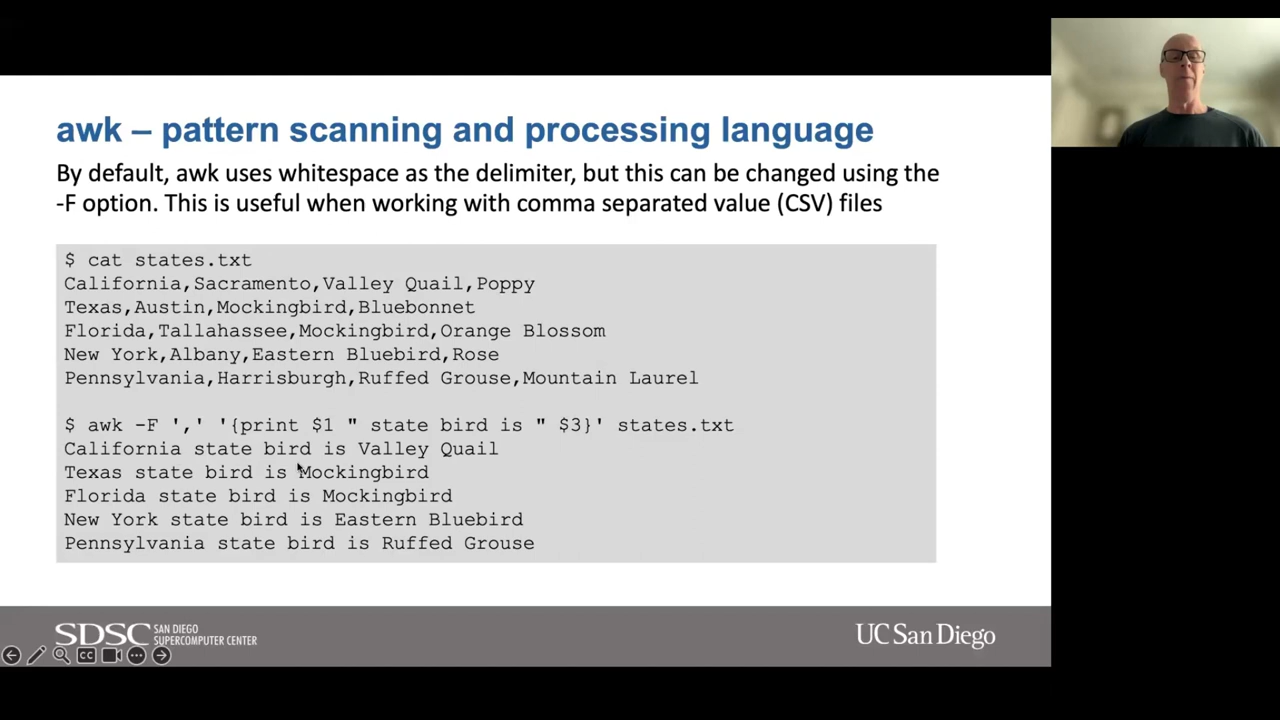 awk – pattern scanning and processing language
By default, awk uses whitespace as the delimiter, but this can be changed using the
-F option. This is useful when working with comma separated value (CSV) files
$ cat states.txt
California,Sacramento,Valley Quail,Poppy
Texas,Austin,Mockingbird,Bluebonnet
Florida,Tallahassee,Mockingbird,Orange Blossom
New York,Albany,Eastern Bluebird,Rose
Pennsylvania,Harrisburgh,Ruffed Grouse,Mountain Laurel
$ awk -F ',' '{print $1 " state bird is " $3}' states.txt
California state bird is Valley Quail
Texas state bird is Mockingbird
Florida state bird is Mockingbird
New York state bird is Eastern Bluebird
Pennsylvania state bird is Ruffed Grouse
SDSC SAN DIEGO
SUPERCOMPUTER CENTER
UC San Diego
CC